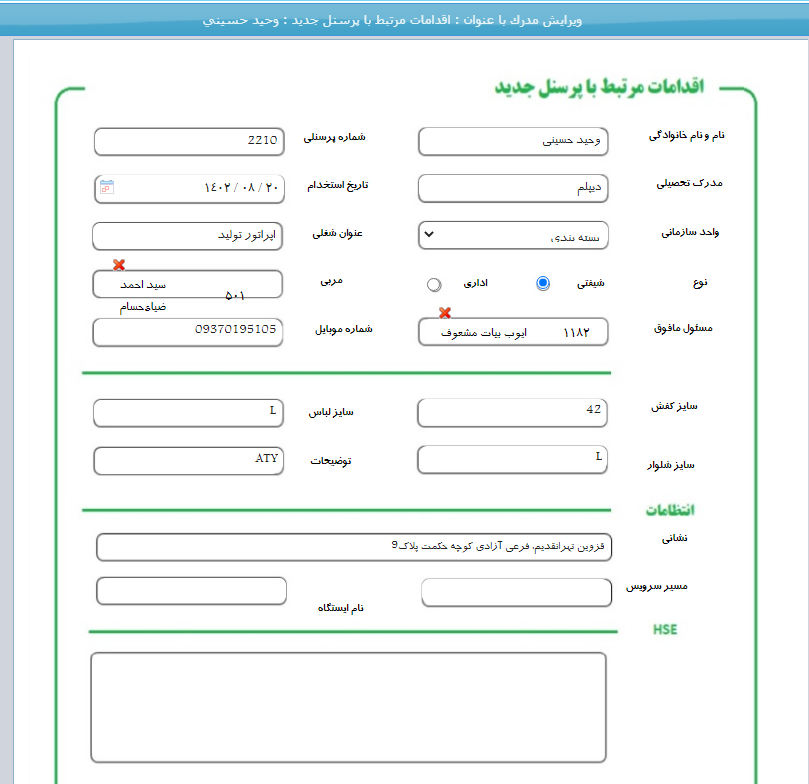 ویرایش مدرك با عنوان : اقدامات مرتبط با پرسنل جدید : وحید حسیني
اقدامات مرتبط با پرسنل جدید
نام و نام خانوادگی وحید حسینی شماره پرسنلی 2210
مدرک تحصیلی دیپلم تاریخ استخدام ۱٤۰۲ / ۰۸ / ۲۰
واحد سازمانی بسته بندی عنوان شغلی اپراتور تولید
نوع شیفتی اداری مربی ۵۰۱ سید احمد
ضیاءحسام
مسئول مافوق ۱۱۸۲ ایوب بیات مشعوف شماره موبایل 09370195105
سایز کفش 42 سایز لباس L
سایز شلوار L توضیحات ATY
انتظامات
نشانی قزوین تهرانقدیم، فرعی آزادی کوچه حکمت پلاک9
مسیر سرویس نام ایستگاه
HSE